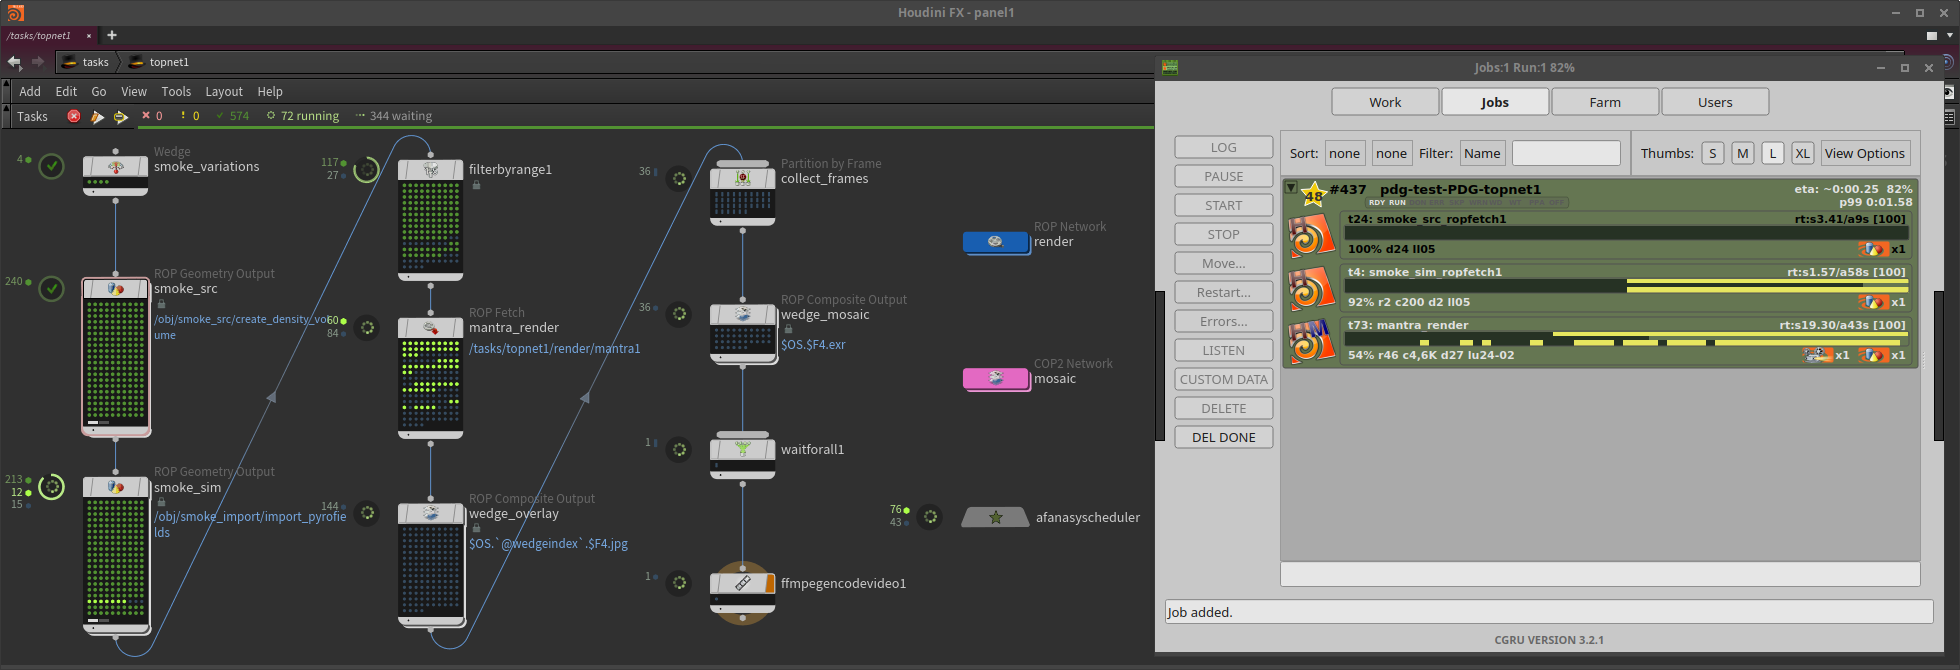 Houdini FX - panel1
/tasks/topnet1 × +
tasks topnet1
Add Edit Go View Tools Layout Help
Tasks 0 0 574 72 running 344 waiting
4
Wedge
smoke_variations
240
ROP Geometry Output
smoke_src
/obj/smoke_src/create_density_vol
ume
213
12
15
ROP Geometry Output
smoke_sim
/obj/smoke_import/import_pyrofie
lds
117
27
filterbyrange1
60
84
ROP Fetch
mantra_render
/tasks/topnet1/render/mantra1
144
ROP Composite Output
wedge_overlay
$OS.`@wedgeindex`.$F4.jpg
36
Partition by Frame
collect_frames
36
ROP Composite Output
wedge_mosaic
$OS.$F4.exr
1
waitforall1
1
ffmpegencodevideo1
ROP Network
render
COP2 Network
mosaic
76
43
afanasyscheduler
Jobs:1 Run:1 82%
Work Jobs Farm Users
LOG
PAUSE
START
STOP
Move...
Restart...
Errors...
LISTEN
CUSTOM DATA
DELETE
DEL DONE
Sort: none none Filter: Name Thumbs: S M L XL View Options
48 #437 pdg-test-PDG-topnet1 eta: ~0:00.25 82%
RDY RUN p99 0:01.58
t24: smoke_src_ropfetch1 rt:s3.41/a9s [100]
100% d24 ll05 x1
t4: smoke_sim_ropfetch1 rt:s1.57/a58s [100]
92% r2 c200 d2 ll05 x1
t73: mantra_render rt:s19.30/a43s [100]
54% r46 c4,6K d27 lu24-02 x1 x1
Job added.
CGRU VERSION 3.2.1